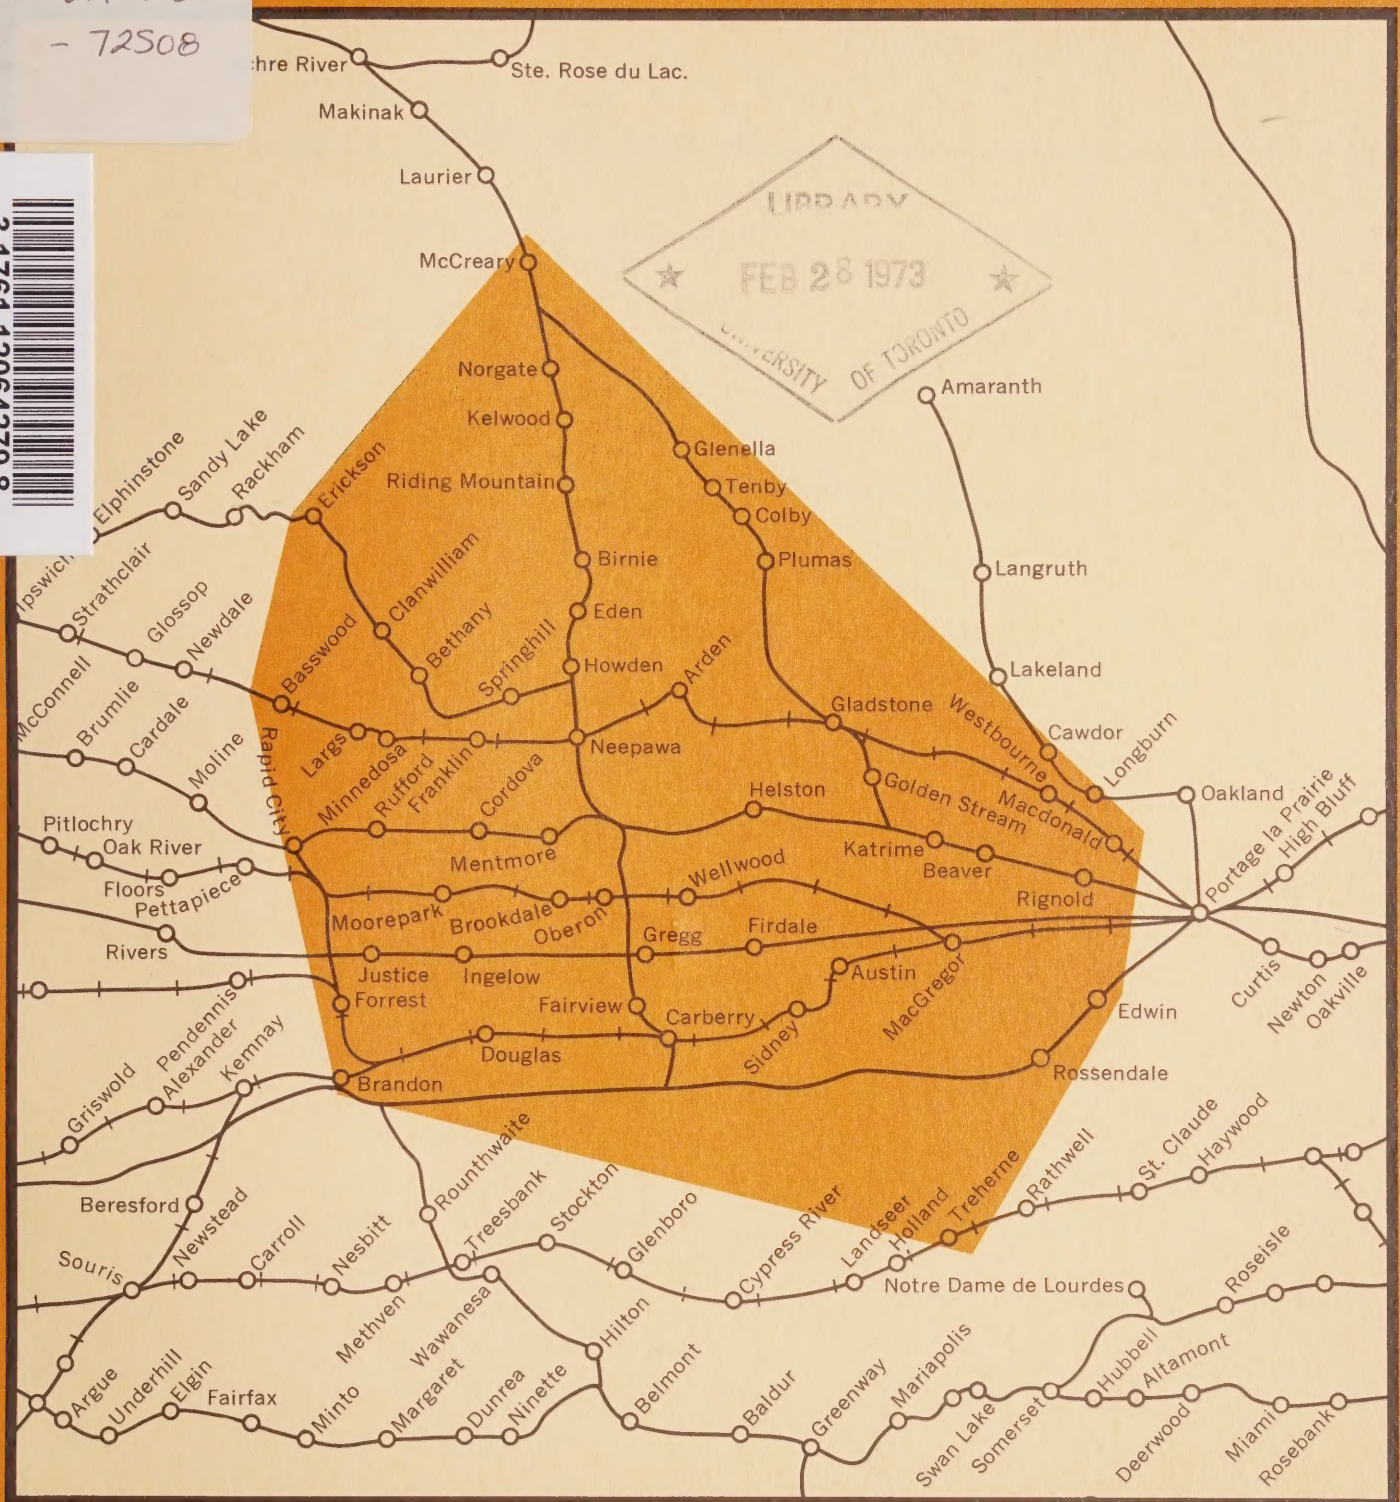 - 72S08
chre River
Ste. Rose du Lac.
Makinak
Laurier
McCreary
LIBRARY
FEB 28 1973
UNIVERSITY OF TORONTO
Norgate
Amaranth
Kelwood
Glenella
Riding Mountain
Tenby
Colby
Elphinstone
Sandy Lake
Rackham
Erickson
Birnie
Plumas
Langruth
Ipswich
Strathclair
Glossop
Newdale
Basswood
Clanwilliam
Bethany
Springhill
Eden
Howden
Arden
Lakeland
McConnell
Brumlie
Cardale
Moline
Rapid City
Largs
Minnedosa
Rufford
Franklin
Cordova
Neepawa
Gladstone
Westbourne
Cawdor
Longburn
Golden Stream
Macdonald
Oakland
Portage la Prairie
High Bluff
Helston
Pitlochry
Oak River
Floors
Pettapiece
Mentmore
Katrime
Beaver
Rignold
Moorepark
Brookdale
Oberon
Wellwood
Rivers
Justice
Ingelow
Gregg
Firdale
Austin
MacGregor
Curtis
Newton
Oakville
Pendennis
Forrest
Fairview
Carberry
Sidney
Edwin
Griswold
Alexander
Kemnay
Brandon
Douglas
Rossendale
Beresford
Rounthwaite
Treesbank
Stockton
Glenboro
Cypress River
Landseer
Holland
Treherne
Rathwell
St. Claude
Haywood
Souris
Newstead
Carroll
Nesbitt
Methven
Wawanesa
Notre Dame de Lourdes
Roseisle
Hilton
Argue
Underhill
Elgin
Fairfax
Minto
Margaret
Dunrea
Ninette
Belmont
Baldur
Greenway
Mariapolis
Swan Lake
Somerset
Hubbell
Altamont
Deerwood
Miami
Rosebank